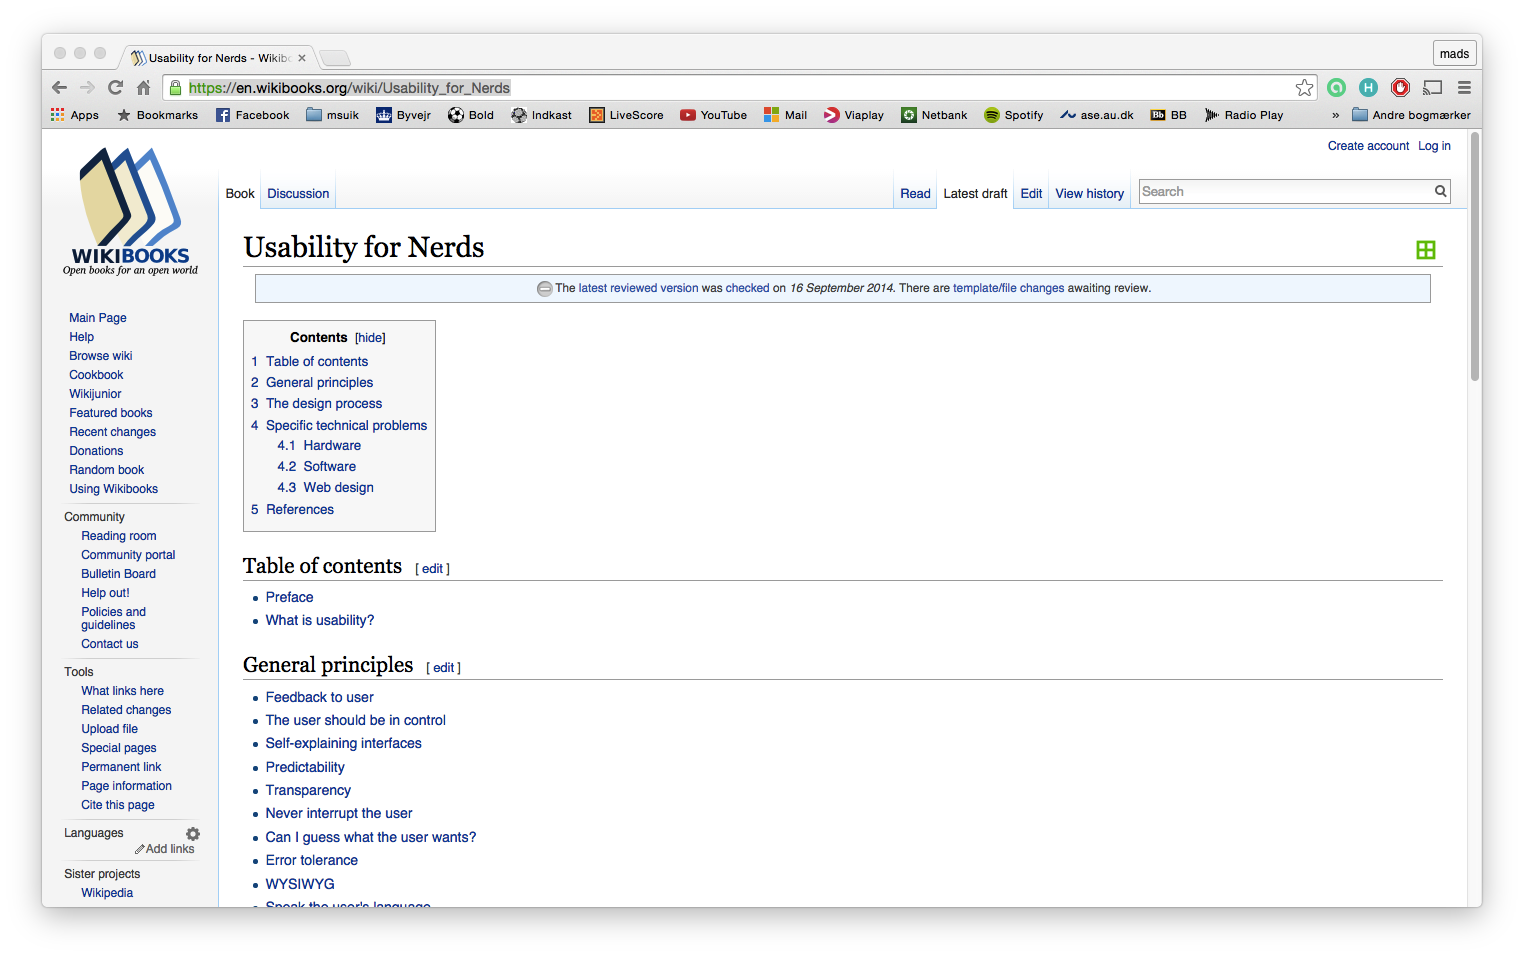 Usability for Nerds - Wikibo
mads
https://en.wikibooks.org/wiki/Usability_for_Nerds
H
Apps Bookmarks Facebook msuik Byvejr Bold Indkast LiveScore YouTube Mail Viaplay Netbank Spotify ase.au.dk Bb BB Radio Play » Andre bogmærker
Create account Log in
Book Discussion Read Latest draft Edit View history Search
WIKIBOOKS
Open books for an open world
Main Page
Help
Browse wiki
Cookbook
Wikijunior
Featured books
Recent changes
Donations
Random book
Using Wikibooks
Community
Reading room
Community portal
Bulletin Board
Help out!
Policies and
guidelines
Contact us
Tools
What links here
Related changes
Upload file
Special pages
Permanent link
Page information
Cite this page
Languages
Add links
Sister projects
Wikipedia
Usability for Nerds
The latest reviewed version was checked on 16 September 2014. There are template/file changes awaiting review.
Contents [hide]
1 Table of contents
2 General principles
3 The design process
4 Specific technical problems
4.1 Hardware
4.2 Software
4.3 Web design
5 References
Table of contents [ edit ]
• Preface
• What is usability?
General principles [ edit ]
• Feedback to user
• The user should be in control
• Self-explaining interfaces
• Predictability
• Transparency
• Never interrupt the user
• Can I guess what the user wants?
• Error tolerance
• WYSIWYG
• Speak the user's language